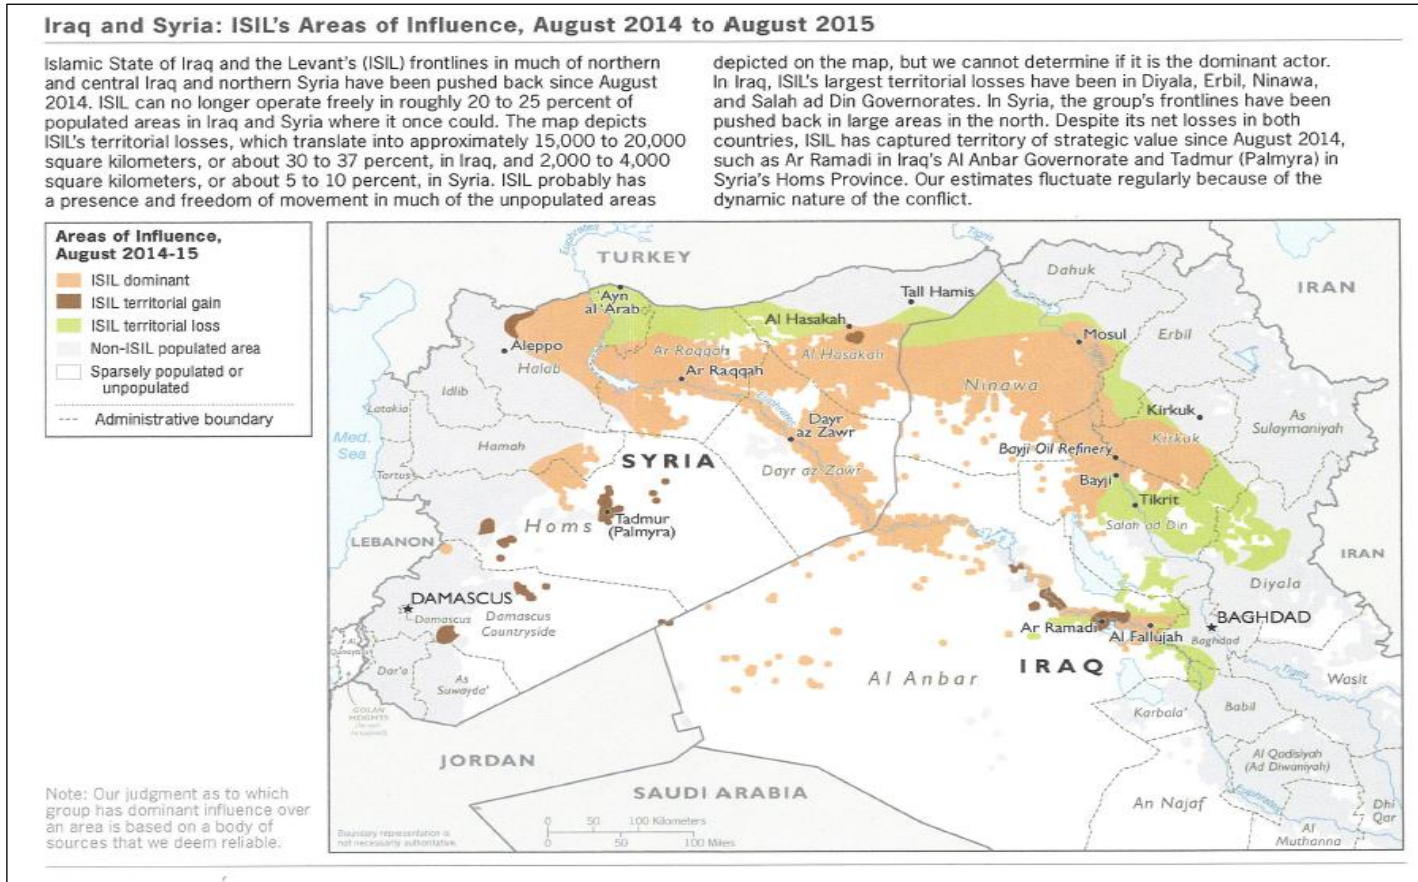 Iraq and Syria: ISIL's Areas of Influence, August 2014 to August 2015
Islamic State of Iraq and the Levant's (ISIL) frontlines in much of northern
and central Iraq and northern Syria have been pushed back since August
2014. ISIL can no longer operate freely in roughly 20 to 25 percent of
populated areas in Iraq and Syria where it once could. The map depicts
ISIL's territorial losses, which translate into approximately 15,000 to 20,000
square kilometers, or about 30 to 37 percent, in Iraq, and 2,000 to 4,000
square kilometers, or about 5 to 10 percent, in Syria. ISIL probably has
a presence and freedom of movement in much of the unpopulated areas
depicted on the map, but we cannot determine if it is the dominant actor.
In Iraq, ISIL's largest territorial losses have been in Diyala, Erbil, Ninawa,
and Salah ad Din Governorates. In Syria, the group's frontlines have been
pushed back in large areas in the north. Despite its net losses in both
countries, ISIL has captured territory of strategic value since August 2014,
such as Ar Ramadi in Iraq's Al Anbar Governorate and Tadmur (Palmyra) in
Syria's Homs Province. Our estimates fluctuate regularly because of the
dynamic nature of the conflict.
Areas of Influence,
August 2014-15
ISIL dominant
ISIL territorial gain
ISIL territorial loss
Non-ISIL populated area
Sparsely populated or
unpopulated
Administrative boundary
Note: Our judgment as to which
group has dominant influence over
an area is based on a body of
sources that we deem reliable.
Euphrates
TURKEY
Tigris
Dahuk
IRAN
'Ayn
al 'Arab
Tall Hamis
Al Hasakah
Mosul
Erbil
Aleppo
Halab
Ar Raqqah
Al Hasakah
Tigris
Ar Raqqah
Ninawa
Idlib
Latakia
Euphrates
Kirkuk
As
Sulaymaniyah
Med.
Sea
Hamah
Dayr
az Zawr
Kirkuk
Bayji Oil Refinery
SYRIA
Dayr az Zawr
Tartus
Bayji
Tikrit
Homs
Tadmur
(Palmyra)
Salah ad Din
LEBANON
IRAN
Diyala
DAMASCUS
Damascus
Damascus
Countryside
BAGHDAD
Baghdad
Ar Ramadi
Al Fallujah
IRAQ
Al
Qunaytirah
Dar'a
As
Suwayda'
Al Anbar
Tigris
Wasit
GOLAN
HEIGHTS
Karbala'
Babil
JORDAN
Al Qadisiyah
(Ad Diwaniyah)
SAUDI ARABIA
An Najaf
Euphrates
Dhi
Qar
Al
Muthanna
Boundary representation is
not necessarily authoritative.
0 50 100 Kilometers
0 50 100 Miles